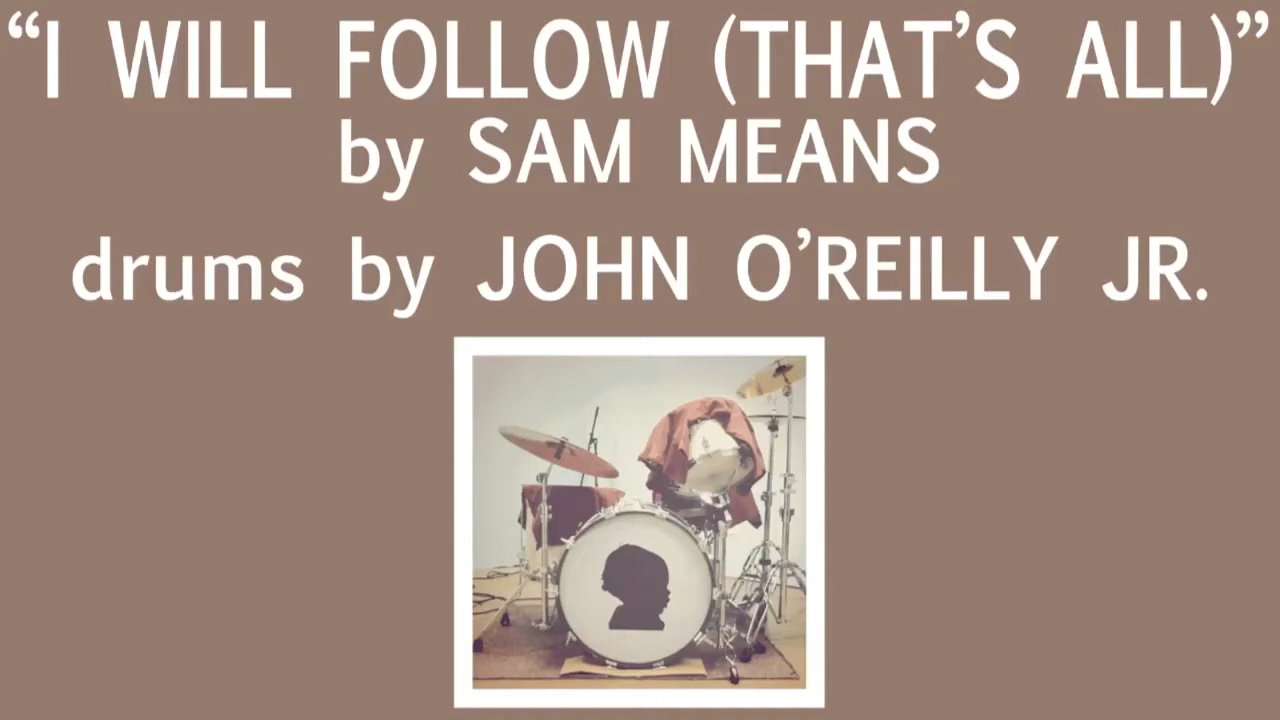 “I WILL FOLLOW (THAT’S ALL)”
by SAM MEANS
drums by JOHN O’REILLY JR.